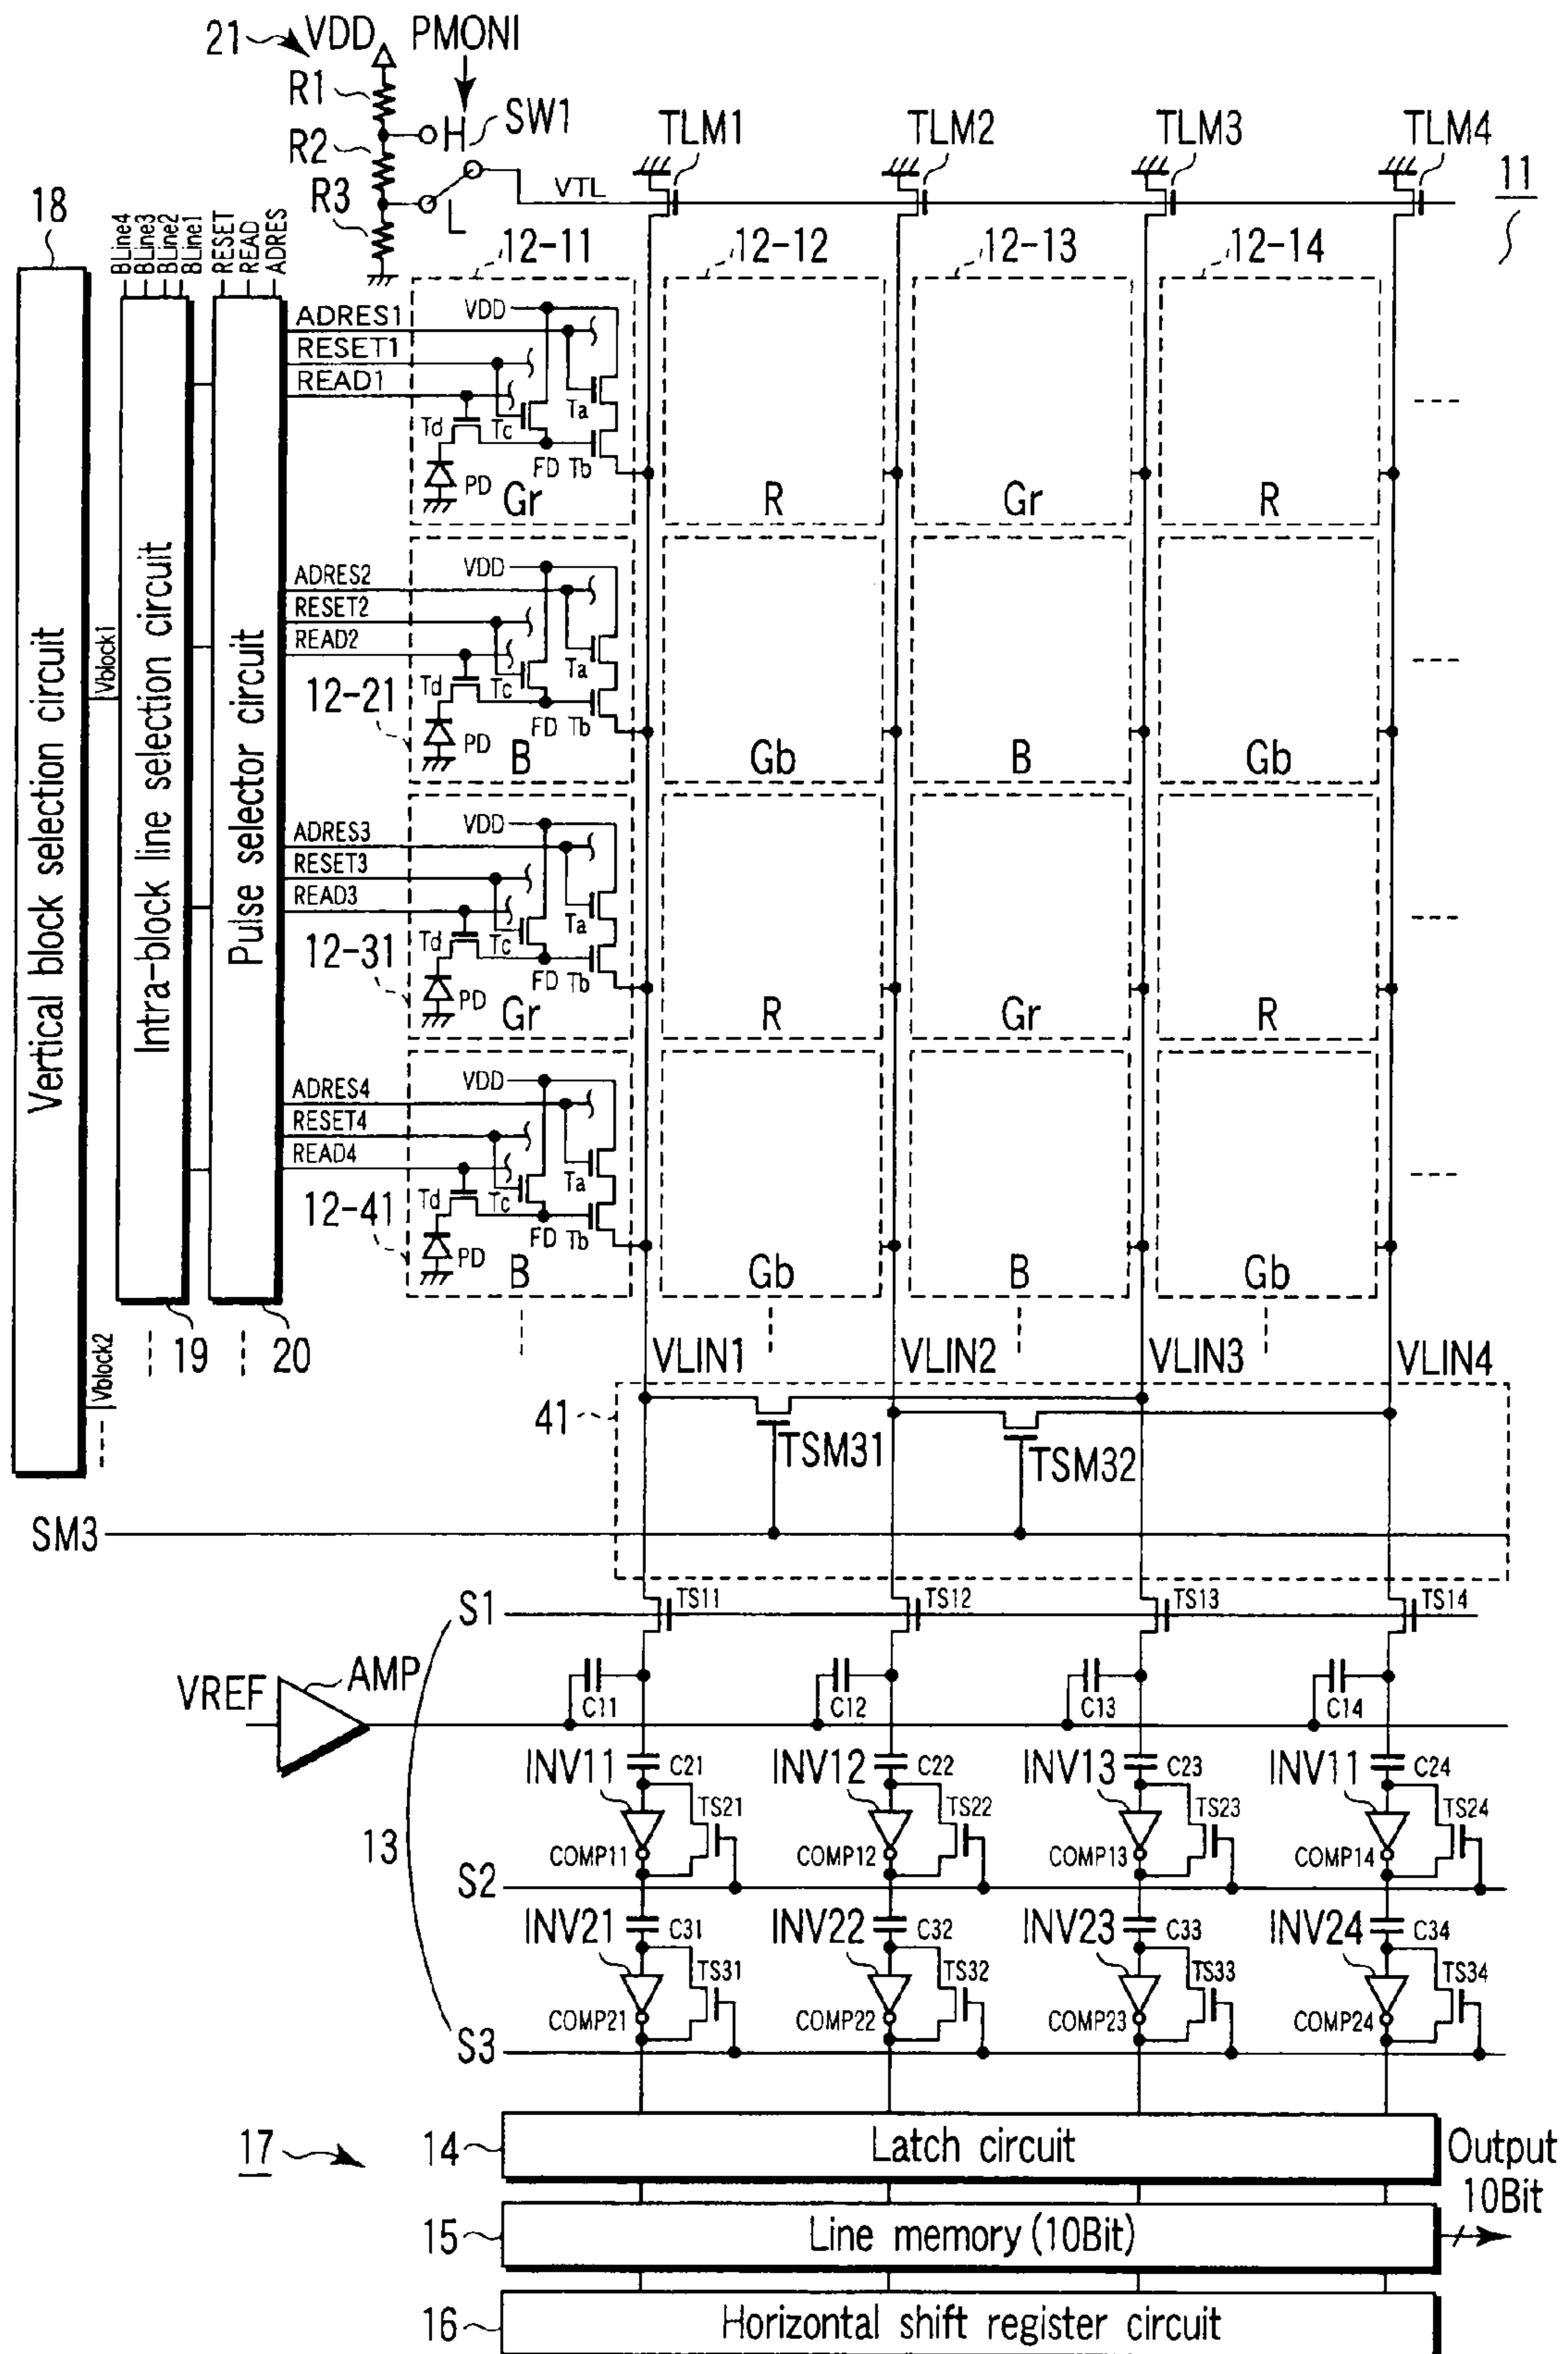 21 VDD PMONI
R1 H SW1
R2
R3 L VTL
TLM1 TLM2 TLM3 TLM4
11
18
BLine4 BLine3 BLine2 BLine1 RESET READ ADRES
12-11 12-12 12-13 12-14
Vertical block selection circuit
Intra-block line selection circuit
Pulse selector circuit
Vblock1
Vblock2
ADRES1 VDD
RESET1
READ1
Td Tc Ta
FD Tb
PD
Gr R Gr R
ADRES2 VDD
RESET2
READ2
Td Tc Ta
12-21
FD Tb
PD
B Gb B Gb
ADRES3 VDD
RESET3
READ3
Td Tc Ta
12-31
FD Tb
PD
Gr R Gr R
ADRES4 VDD
RESET4
READ4
Td Tc Ta
12-41
FD Tb
PD
B Gb B Gb
19 20
VLIN1 VLIN2 VLIN3 VLIN4
41
TSM31 TSM32
SM3
S1 TS11 TS12 TS13 TS14
VREF AMP
C11 C12 C13 C14
INV11 C21 INV12 C22 INV13 C23 INV11 C24
TS21 TS22 TS23 TS24
13
COMP11 COMP12 COMP13 COMP14
S2
INV21 C31 INV22 C32 INV23 C33 INV24 C34
TS31 TS32 TS33 TS34
COMP21 COMP22 COMP23 COMP24
S3
17
14 Latch circuit
Output
10Bit
15 Line memory (10Bit)
16 Horizontal shift register circuit